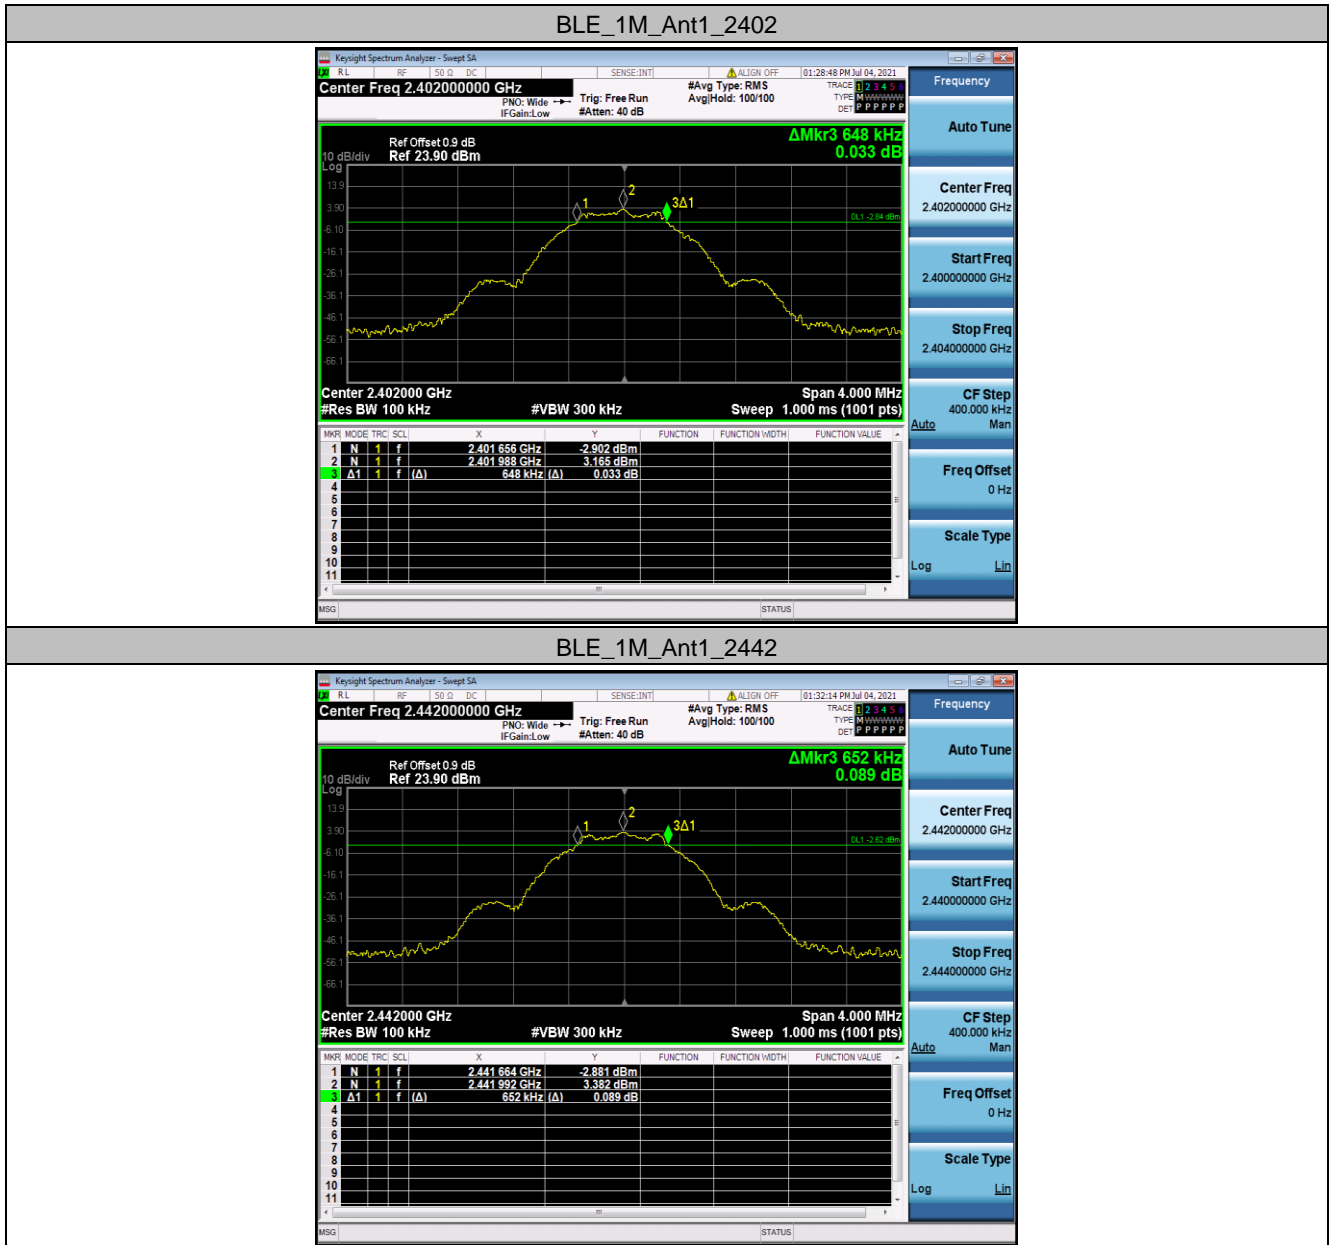 BLE_1M_Ant1_2402
Keysight Spectrum Analyzer - Swept SA
RL RF 50 Ω DC SENSE:INT ALIGN OFF 01:28:48 PM Jul 04, 2021
Center Freq 2.402000000 GHz
PNO: Wide
IFGain:Low
Trig: Free Run
#Atten: 40 dB
#Avg Type: RMS
Avg|Hold: 100/100
TRACE 1 2 3 4 5 6
TYPE M WWWWW
DET P P P P P P
ΔMkr3 648 kHz
0.033 dB
Ref Offset 0.9 dB
10 dB/div Ref 23.90 dBm
Log
13.9
3.90
-6.10
-16.1
-26.1
-36.1
-46.1
-56.1
-66.1
1
2
3Δ1
DL1 -2.84 dBm
Center 2.402000 GHz Span 4.000 MHz
#Res BW 100 kHz #VBW 300 kHz Sweep 1.000 ms (1001 pts)
MKR MODE TRC SCL X Y FUNCTION FUNCTION WIDTH FUNCTION VALUE
1 N 1 f 2.401 656 GHz -2.902 dBm
2 N 1 f 2.401 988 GHz 3.165 dBm
3 Δ1 1 f (Δ) 648 kHz (Δ) 0.033 dB
4
5
6
7
8
9
10
11
MSG STATUS
Frequency
Auto Tune
Center Freq
2.402000000 GHz
Start Freq
2.400000000 GHz
Stop Freq
2.404000000 GHz
CF Step
400.000 kHz
Auto Man
Freq Offset
0 Hz
Scale Type
Log Lin
BLE_1M_Ant1_2442
Keysight Spectrum Analyzer - Swept SA
RL RF 50 Ω DC SENSE:INT ALIGN OFF 01:32:14 PM Jul 04, 2021
Center Freq 2.442000000 GHz
PNO: Wide
IFGain:Low
Trig: Free Run
#Atten: 40 dB
#Avg Type: RMS
Avg|Hold: 100/100
TRACE 1 2 3 4 5 6
TYPE M WWWWW
DET P P P P P P
ΔMkr3 652 kHz
0.089 dB
Ref Offset 0.9 dB
10 dB/div Ref 23.90 dBm
Log
13.9
3.90
-6.10
-16.1
-26.1
-36.1
-46.1
-56.1
-66.1
1
2
3Δ1
DL1 -2.62 dBm
Center 2.442000 GHz Span 4.000 MHz
#Res BW 100 kHz #VBW 300 kHz Sweep 1.000 ms (1001 pts)
MKR MODE TRC SCL X Y FUNCTION FUNCTION WIDTH FUNCTION VALUE
1 N 1 f 2.441 664 GHz -2.881 dBm
2 N 1 f 2.441 992 GHz 3.382 dBm
3 Δ1 1 f (Δ) 652 kHz (Δ) 0.089 dB
4
5
6
7
8
9
10
11
MSG STATUS
Frequency
Auto Tune
Center Freq
2.442000000 GHz
Start Freq
2.440000000 GHz
Stop Freq
2.444000000 GHz
CF Step
400.000 kHz
Auto Man
Freq Offset
0 Hz
Scale Type
Log Lin